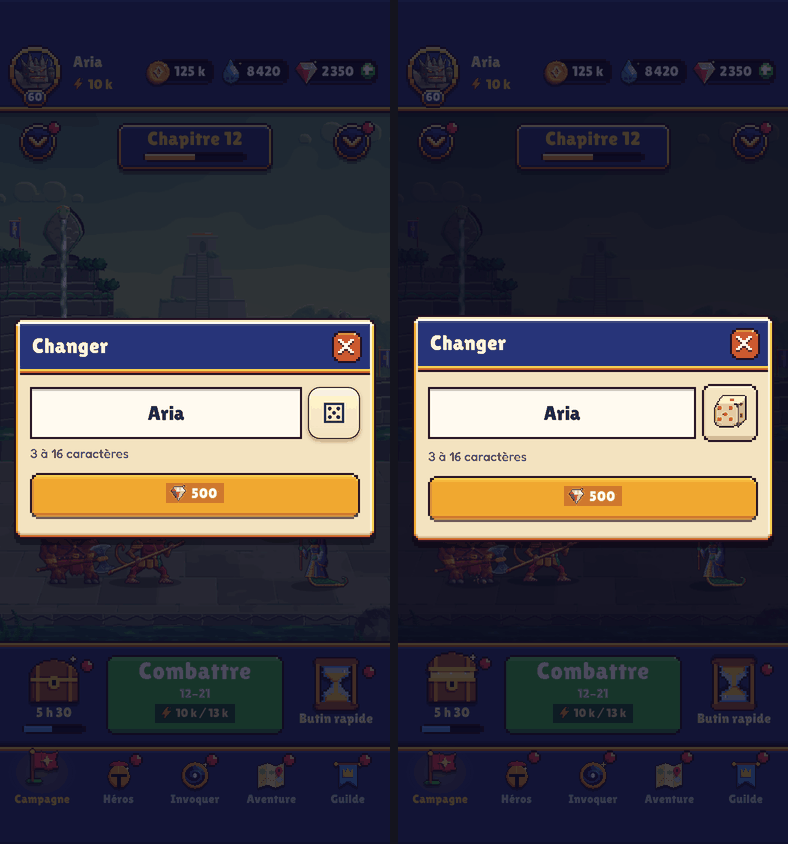 Aria
10 k
60
125 k
8420
2350
Chapitre 12
Changer
Aria
3 à 16 caractères
500
5 h 30
Combattre
12-21
10 k / 13 k
Butin rapide
Campagne
Héros
Invoquer
Aventure
Guilde
Aria
10 k
60
125 k
8420
2350
Chapitre 12
Changer
Aria
3 à 16 caractères
500
5 h 30
Combattre
12-21
10 k / 13 k
Butin rapide
Campagne
Héros
Invoquer
Aventure
Guilde